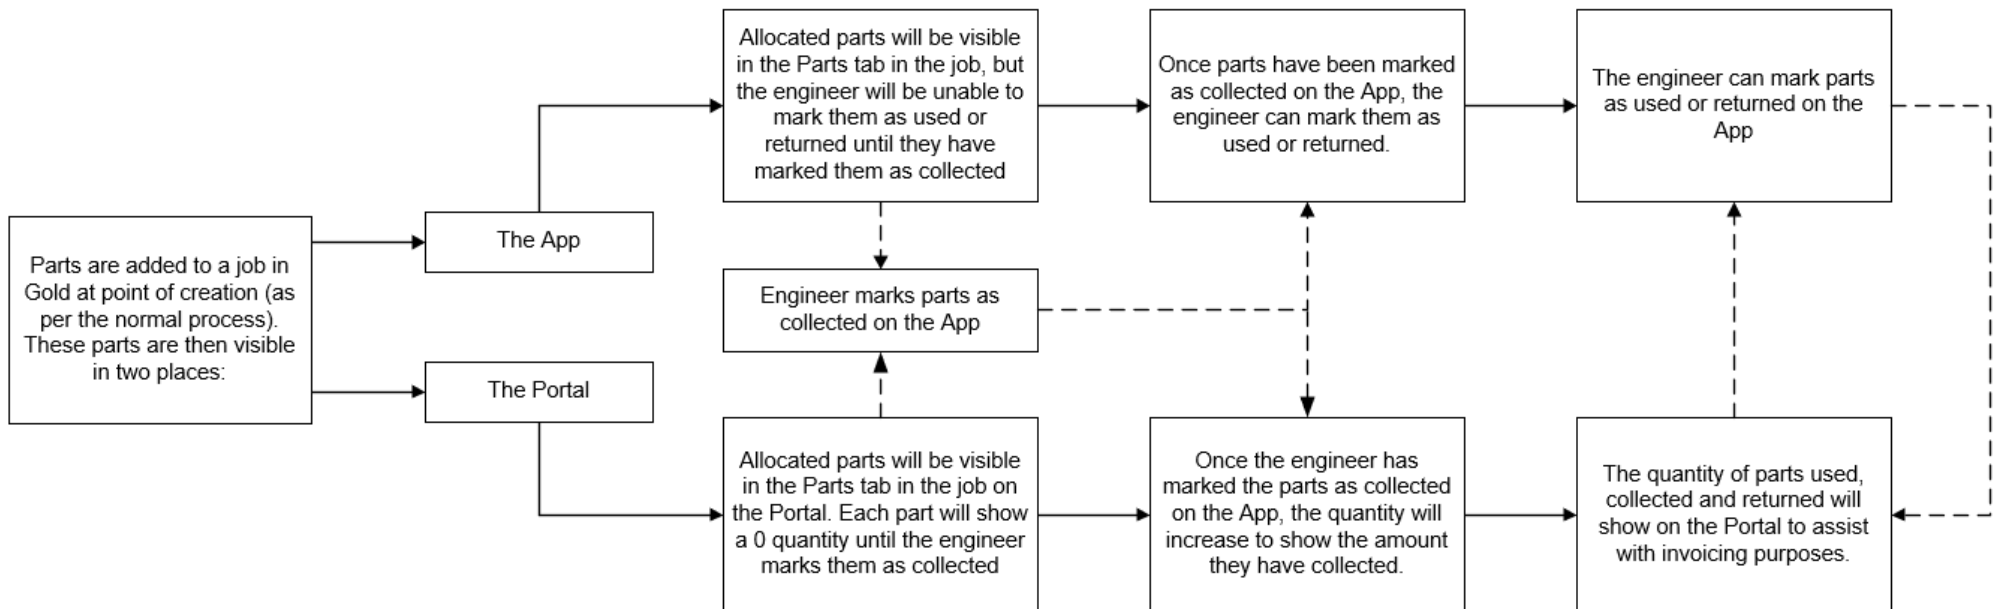 Parts are added to a job in
Gold at point of creation (as
per the normal process).
These parts are then visible
in two places:
The App
The Portal
Allocated parts will be visible
in the Parts tab in the job, but
the engineer will be unable to
mark them as used or
returned until they have
marked them as collected
Engineer marks parts as
collected on the App
Allocated parts will be visible
in the Parts tab in the job on
the Portal. Each part will show
a 0 quantity until the engineer
marks them as collected
Once parts have been marked
as collected on the App, the
engineer can mark them as
used or returned.
Once the engineer has
marked the parts as collected
on the App, the quantity will
increase to show the amount
they have collected.
The engineer can mark parts
as used or returned on the
App
The quantity of parts used,
collected and returned will
show on the Portal to assist
with invoicing purposes.